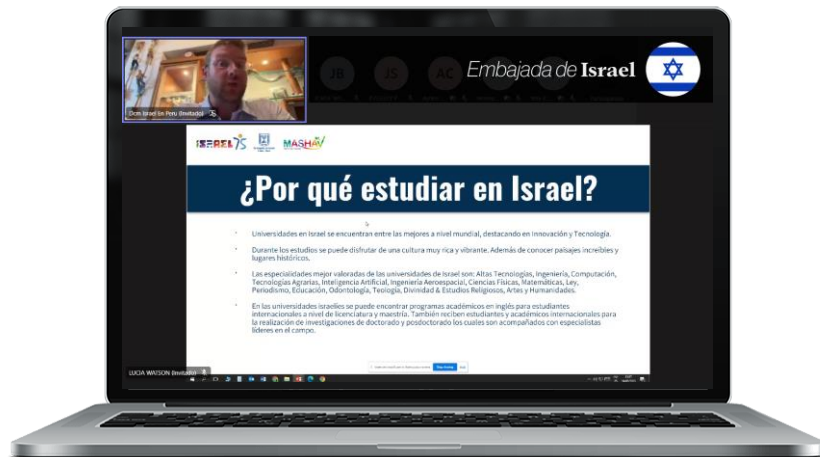 JB JS AC
Embajada de Israel
Dcm Israel in Peru (Invitado)
ISRAEL 75
MASHAV
¿Por qué estudiar en Israel?
Universidades en Israel se encuentran entre las mejores a nivel mundial, destacando en Innovación y Tecnología.
Durante los estudios se puede disfrutar de una cultura muy rica y vibrante. Además de conocer paisajes increíbles y
lugares históricos.
Las especialidades mejor valoradas de las universidades de Israel son: Altas Tecnologías, Ingeniería, Computación,
Tecnologías Agrarias, Inteligencia Artificial, Ingeniería Aeroespacial, Ciencias Físicas, Matemáticas, Ley,
Periodismo, Educación, Odontología, Teología, Divinidad & Estudios Religiosos, Artes y Humanidades.
En las universidades israelíes se puede encontrar programas académicos en inglés para estudiantes
internacionales a nivel de licenciatura y maestría. También reciben estudiantes y académicos internacionales para
la realización de investigaciones de doctorado y posdoctorado los cuales son acompañados con especialistas
líderes en el campo.
LUCIA WATSON (Invitado)